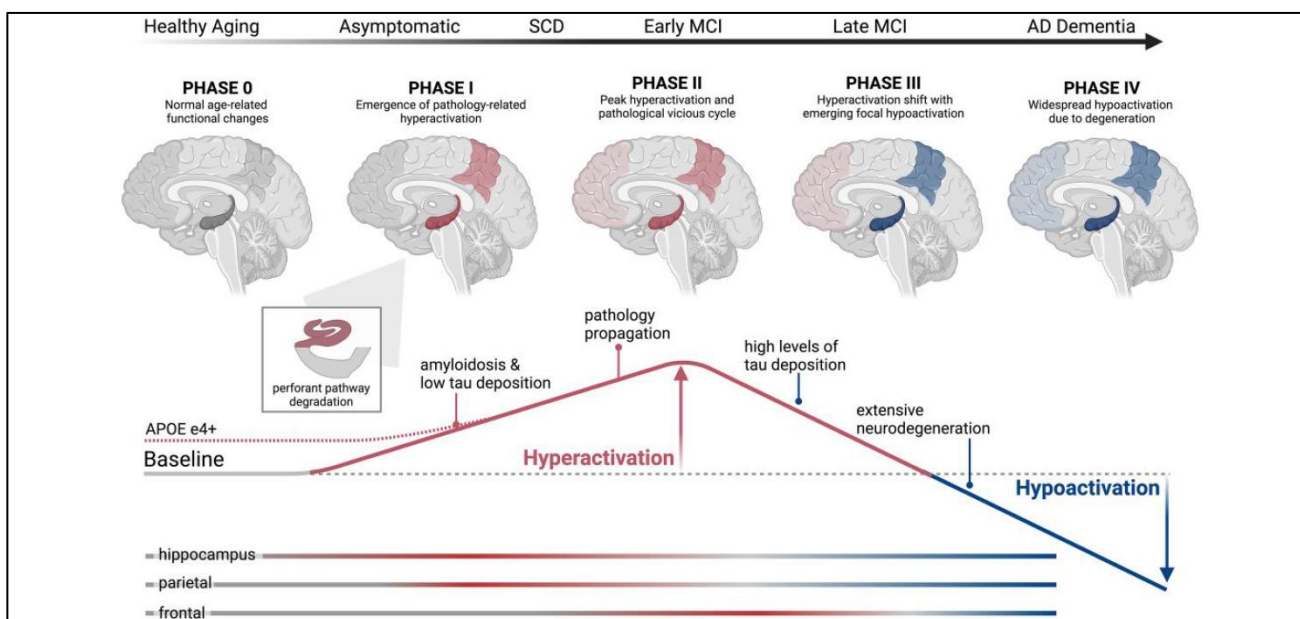 Healthy Aging
Asymptomatic
SCD
Early MCI
Late MCI
AD Dementia
PHASE 0
Normal age-related
functional changes
PHASE I
Emergence of pathology-related
hyperactivation
PHASE II
Peak hyperactivation and
pathological vicious cycle
PHASE III
Hyperactivation shift with
emerging focal hypoactivation
PHASE IV
Widespread hypoactivation
due to degeneration
perforant pathway
degradation
amyloidosis &
low tau deposition
pathology
propagation
high levels of
tau deposition
extensive
neurodegeneration
APOE e4+
Baseline
Hyperactivation
Hypoactivation
hippocampus
parietal
frontal